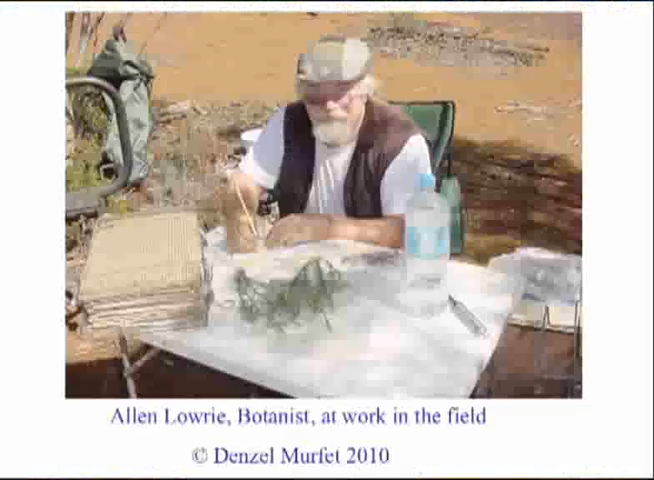 Allen Lowrie, Botanist, at work in the field
© Denzel Murfet 2010